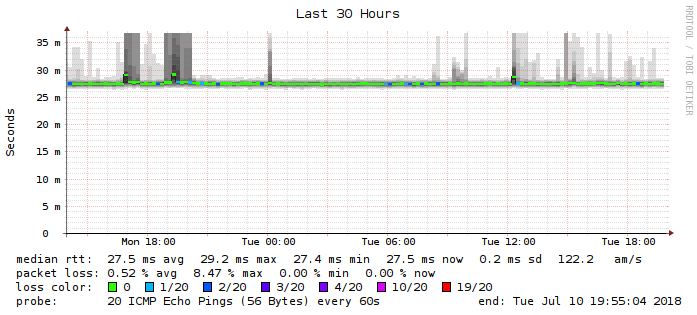 Last 30 Hours
RRDTOOL / TOBI OETIKER
Seconds
35 m
30 m
25 m
20 m
15 m
10 m
5 m
0
Mon 18:00 Tue 00:00 Tue 06:00 Tue 12:00 Tue 18:00
median rtt: 27.5 ms avg 29.2 ms max 27.4 ms min 27.5 ms now 0.2 ms sd 122.2 am/s
packet loss: 0.52 % avg 8.47 % max 0.00 % min 0.00 % now
loss color: 0 1/20 2/20 3/20 4/20 10/20 19/20
probe: 20 ICMP Echo Pings (56 Bytes) every 60s end: Tue Jul 10 19:55:04 2018